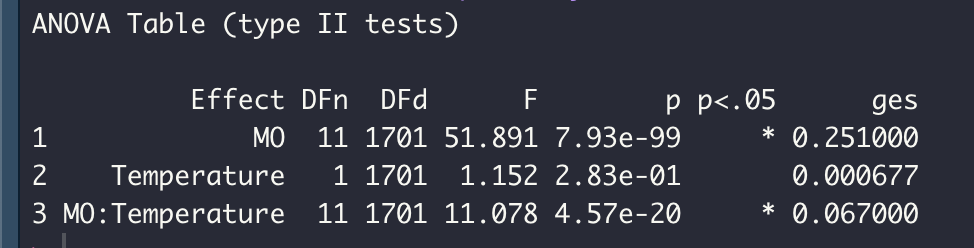 ANOVA Table (type II tests)
Effect DFn DFd F p p<.05 ges
1 MO 11 1701 51.891 7.93e-99 * 0.251000
2 Temperature 1 1701 1.152 2.83e-01 0.000677
3 MO:Temperature 11 1701 11.078 4.57e-20 * 0.067000